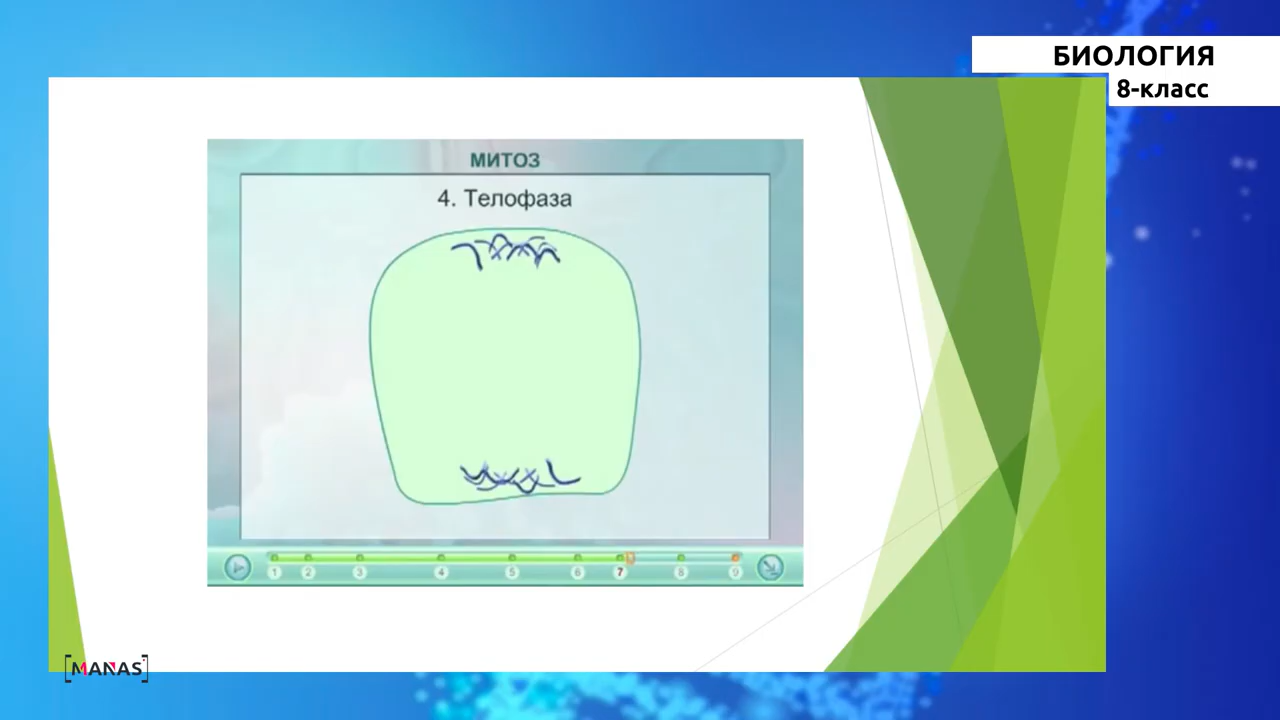 БИОЛОГИЯ
8-класс
МИТОЗ
4. Телофаза
1 2 3 4 5 6 7 8 9
[MANAS]